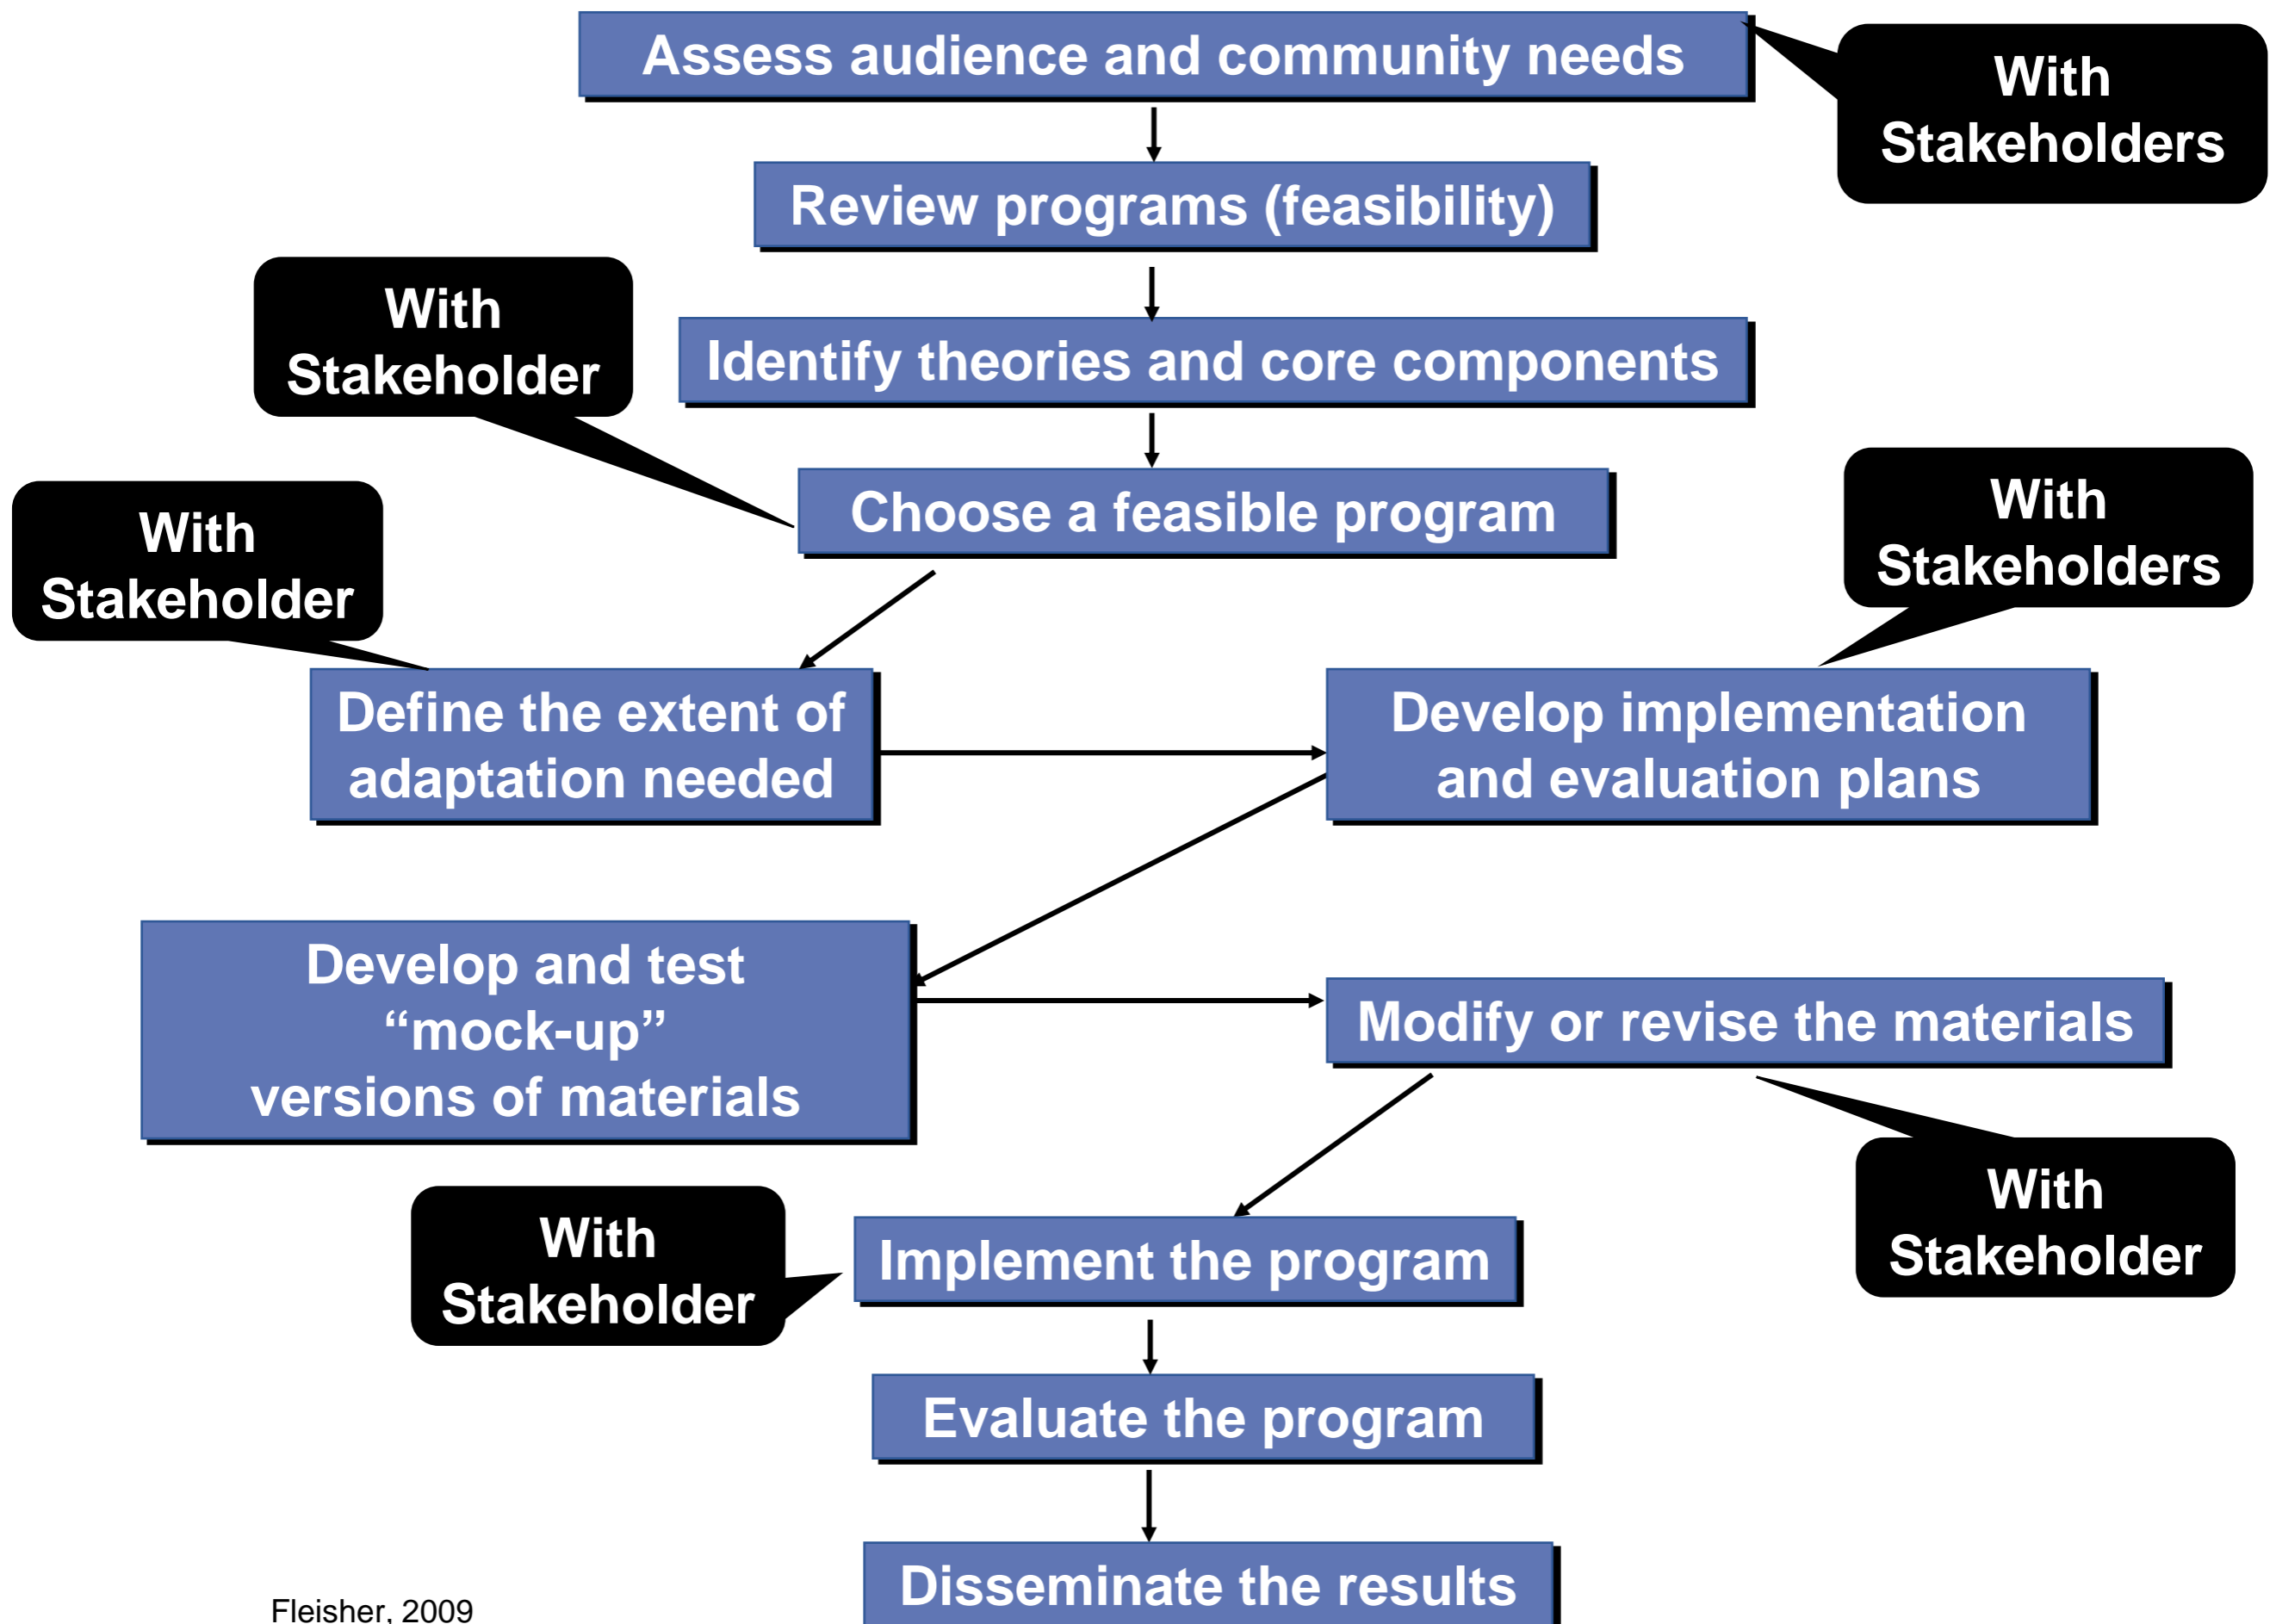 Assess audience and community needs
With
Stakeholders
Review programs (feasibility)
With
Stakeholder
Identify theories and core components
Choose a feasible program
With
Stakeholder
With
Stakeholders
Define the extent of
adaptation needed
Develop implementation
and evaluation plans
Develop and test
“mock-up”
versions of materials
Modify or revise the materials
With
Stakeholder
With
Stakeholder
Implement the program
Evaluate the program
Disseminate the results
Fleisher, 2009